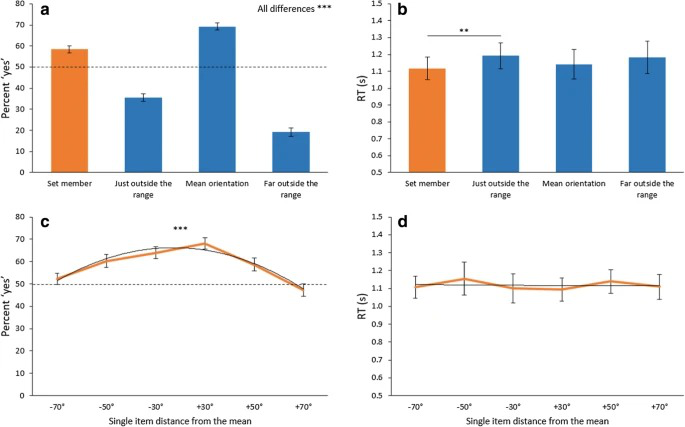 a
All differences ***
Percent 'yes'
80
70
60
50
40
30
20
10
0
Set member
Just outside the
range
Mean orientation
Far outside the
range
b
**
RT (s)
1.5
1.4
1.3
1.2
1.1
1.0
0.9
0.8
0.7
0.6
0.5
Set member
Just outside the
range
Mean orientation
Far outside the
range
c
***
Percent 'yes'
80
70
60
50
40
30
20
10
0
-70°
-50°
-30°
+30°
+50°
+70°
Single item distance from the mean
d
RT (s)
1.5
1.4
1.3
1.2
1.1
1.0
0.9
0.8
0.7
0.6
0.5
-70°
-50°
-30°
+30°
+50°
+70°
Single item distance from the mean